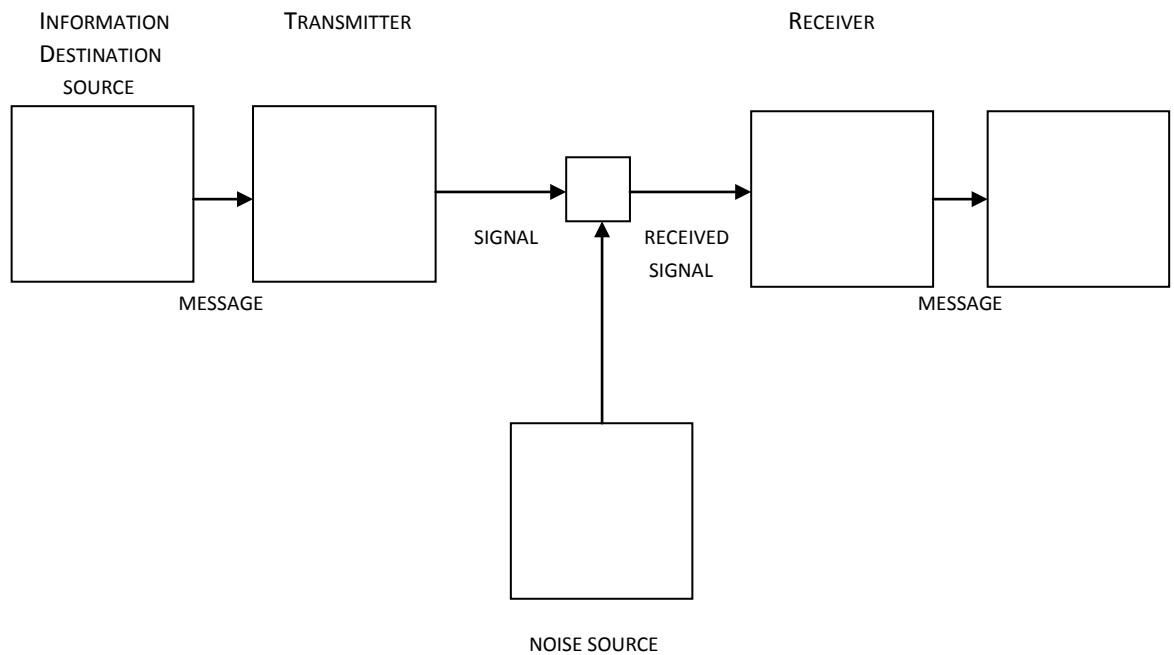 INFORMATION TRANSMITTER RECEIVER
DESTINATION
SOURCE
SIGNAL RECEIVED
SIGNAL
MESSAGE MESSAGE
NOISE SOURCE